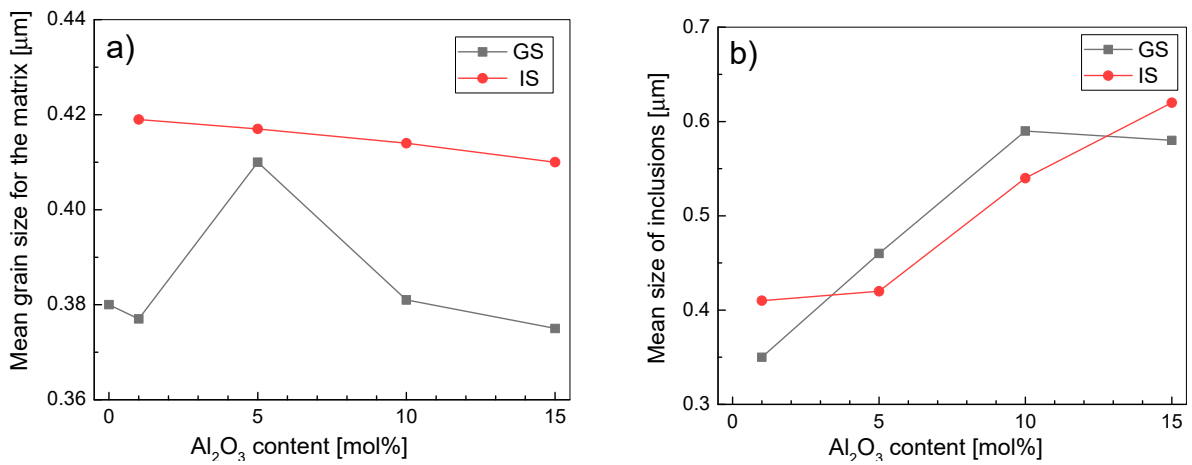 a)
GS
IS
Mean grain size for the matrix [μm]
0.44
0.42
0.40
0.38
0.36
0 5 10 15
Al₂O₃ content [mol%]
b)
GS
IS
Mean size of inclusions [μm]
0.7
0.6
0.5
0.4
0.3
0 5 10 15
Al₂O₃ content [mol%]